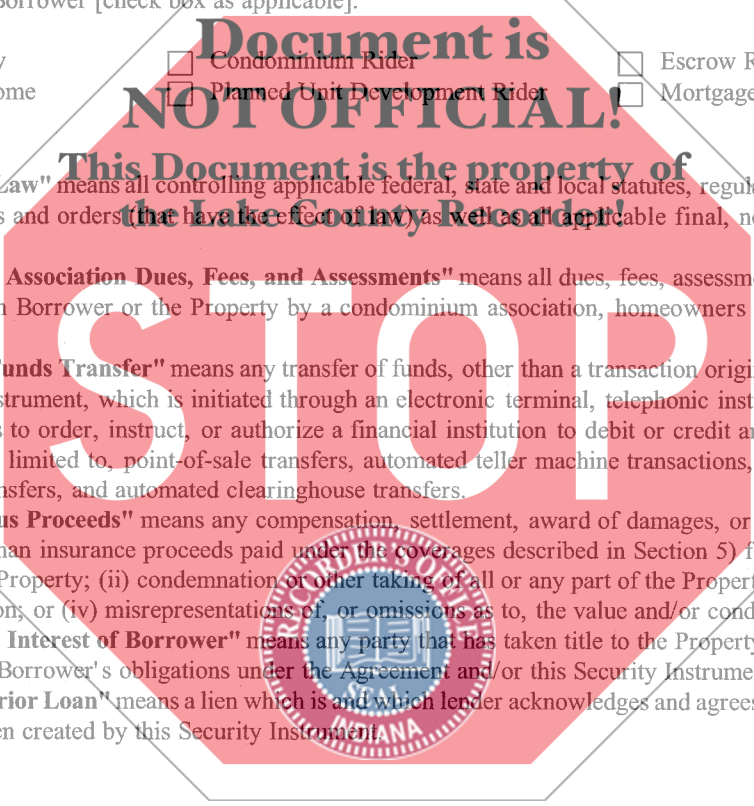 Borrower [check box as applicable]:
Document is
y Condominium Rider Escrow R
ome Planned Unit Development Rider Mortgage
NOT OFFICIAL!
This Document is the property of
Law" means all controlling applicable federal, state and local statutes, regul
s and orders (that have the effect of law) as well as all applicable final, n
the Lake County Recorder!
Association Dues, Fees, and Assessments" means all dues, fees, assessm
n Borrower or the Property by a condominium association, homeowners
STOP
unds Transfer" means any transfer of funds, other than a transaction origi
strument, which is initiated through an electronic terminal, telephonic inst
s to order, instruct, or authorize a financial institution to debit or credit a
limited to, point-of-sale transfers, automated teller machine transactions,
nsfers, and automated clearinghouse transfers.
us Proceeds" means any compensation, settlement, award of damages, or
han insurance proceeds paid under the coverages described in Section 5) f
Property; (ii) condemnation or other taking of all or any part of the Propert
on; or (iv) misrepresentations of, or omissions as to, the value and/or cond
Interest of Borrower" means any party that has taken title to the Property
Borrower's obligations under the Agreement and/or this Security Instrume
rior Loan" means a lien which is and which lender acknowledges and agrees
en created by this Security Instrument.
SEAL
INDIANA